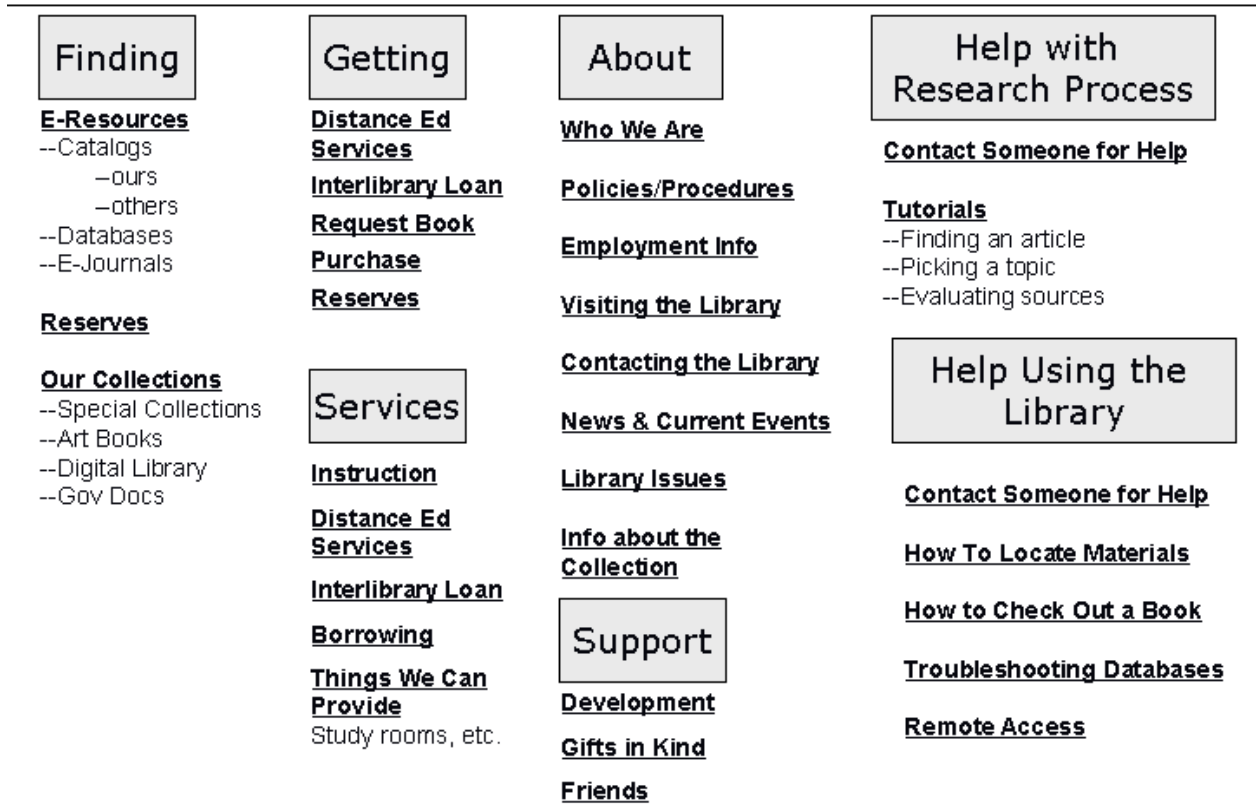 Finding
E-Resources
--Catalogs
–ours
–others
--Databases
--E-Journals
Reserves
Our Collections
--Special Collections
--Art Books
--Digital Library
--Gov Docs
Getting
Distance Ed
Services
Interlibrary Loan
Request Book
Purchase
Reserves
Services
Instruction
Distance Ed
Services
Interlibrary Loan
Borrowing
Things We Can
Provide
Study rooms, etc.
About
Who We Are
Policies/Procedures
Employment Info
Visiting the Library
Contacting the Library
News & Current Events
Library Issues
Info about the
Collection
Support
Development
Gifts in Kind
Friends
Help with
Research Process
Contact Someone for Help
Tutorials
--Finding an article
--Picking a topic
--Evaluating sources
Help Using the
Library
Contact Someone for Help
How To Locate Materials
How to Check Out a Book
Troubleshooting Databases
Remote Access